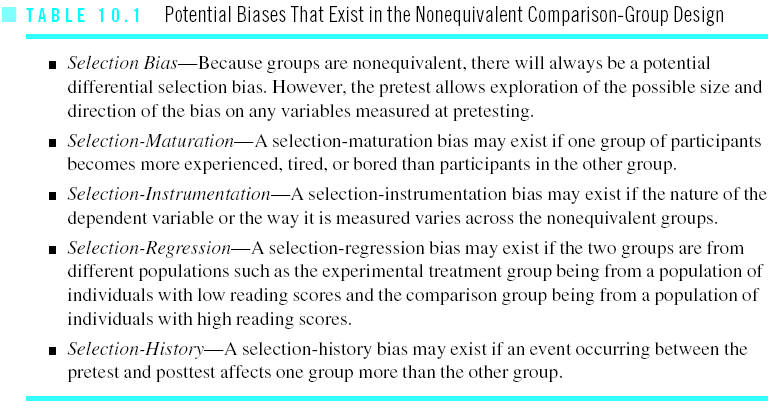 TABLE 10.1 Potential Biases That Exist in the Nonequivalent Comparison-Group Design
■ Selection Bias—Because groups are nonequivalent, there will always be a potential
differential selection bias. However, the pretest allows exploration of the possible size and
direction of the bias on any variables measured at pretesting.
■ Selection-Maturation—A selection-maturation bias may exist if one group of participants
becomes more experienced, tired, or bored than participants in the other group.
■ Selection-Instrumentation—A selection-instrumentation bias may exist if the nature of the
dependent variable or the way it is measured varies across the nonequivalent groups.
■ Selection-Regression—A selection-regression bias may exist if the two groups are from
different populations such as the experimental treatment group being from a population of
individuals with low reading scores and the comparison group being from a population of
individuals with high reading scores.
■ Selection-History—A selection-history bias may exist if an event occurring between the
pretest and posttest affects one group more than the other group.